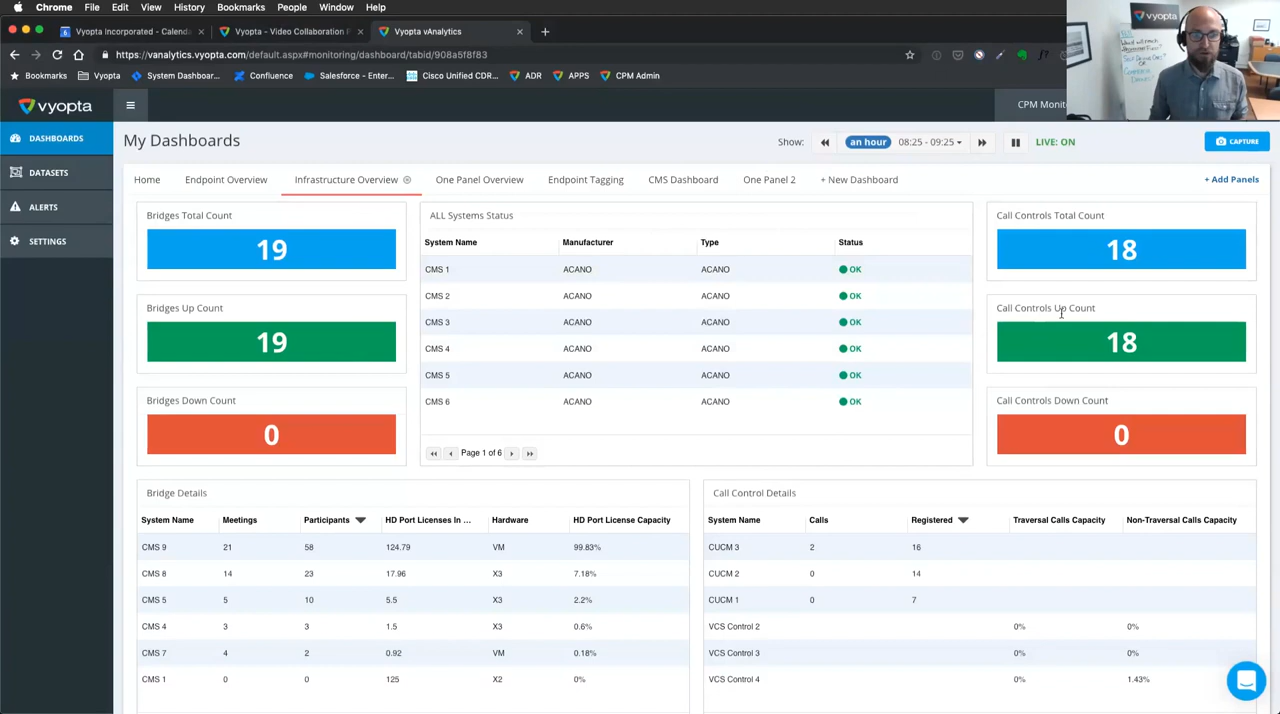 Chrome File Edit View History Bookmarks People Window Help
Vyopta Incorporated - Calenda
Vyopta - Video Collaboration P
Vyopta vAnalytics
https://vanalytics.vyopta.com/default.aspx#monitoring/dashboard/tabid/908abf5f8f83
Bookmarks Vyopta System Dashboar... Confluence Salesforce - Enter... Cisco Unified CDR... ADR APPS CPM Admin
vyopta
vyopta
CPM Monit
DASHBOARDS
DATASETS
ALERTS
SETTINGS
My Dashboards
Show: an hour 08:25 - 09:25 LIVE: ON CAPTURE
Home Endpoint Overview Infrastructure Overview One Panel Overview Endpoint Tagging CMS Dashboard One Panel 2 + New Dashboard + Add Panels
Bridges Total Count
19
Bridges Up Count
19
Bridges Down Count
0
ALL Systems Status
System Name Manufacturer Type Status
CMS 1 ACANO ACANO OK
CMS 2 ACANO ACANO OK
CMS 3 ACANO ACANO OK
CMS 4 ACANO ACANO OK
CMS 5 ACANO ACANO OK
CMS 6 ACANO ACANO OK
Page 1 of 6
Call Controls Total Count
18
Call Controls Up Count
18
Call Controls Down Count
0
Bridge Details
System Name Meetings Participants HD Port Licenses In ... Hardware HD Port License Capacity
CMS 9 21 58 124.79 VM 99.83%
CMS 8 14 23 17.96 X3 7.18%
CMS 5 5 10 5.5 X3 2.2%
CMS 4 3 3 1.5 X3 0.6%
CMS 7 4 2 0.92 VM 0.18%
CMS 1 0 0 125 X2 0%
Call Control Details
System Name Calls Registered Traversal Calls Capacity Non-Traversal Calls Capacity
CUCM 3 2 16
CUCM 2 0 14
CUCM 1 0 7
VCS Control 2 0% 0%
VCS Control 3 0% 0%
VCS Control 4 0% 1.43%